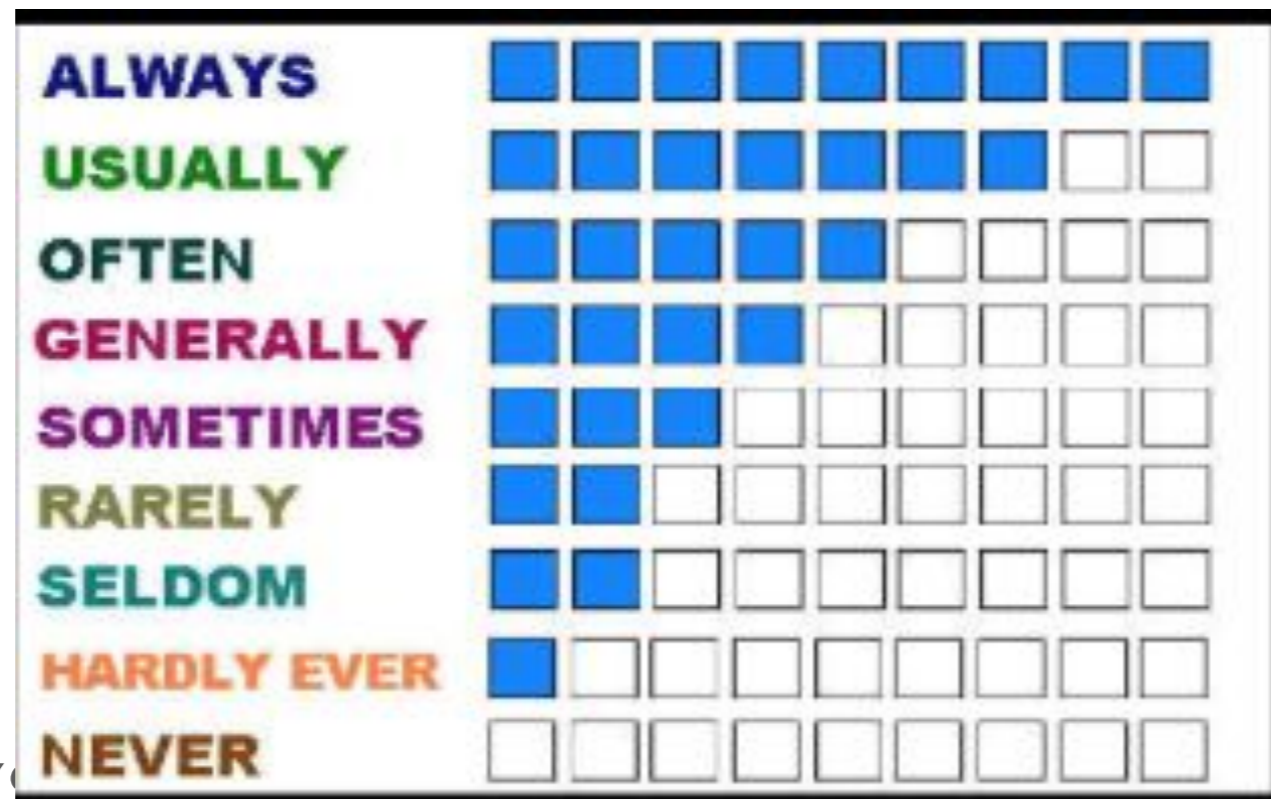 ALWAYS
USUALLY
OFTEN
GENERALLY
SOMETIMES
RARELY
SELDOM
HARDLY EVER
NEVER